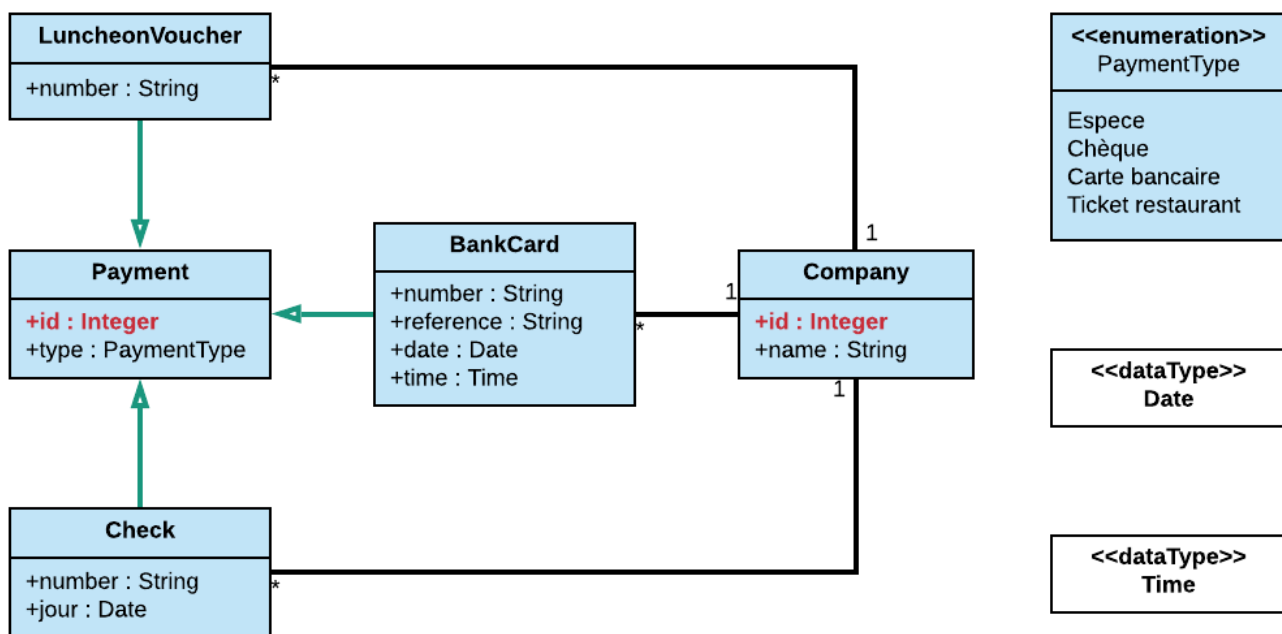 LuncheonVoucher
+number : String
*
1
<<enumeration>>
PaymentType
Espece
Chèque
Carte bancaire
Ticket restaurant
Payment
+id : Integer
+type : PaymentType
BankCard
+number : String
+reference : String
+date : Date
+time : Time
*
1
Company
+id : Integer
+name : String
1
<<dataType>>
Date
Check
+number : String
+jour : Date
*
<<dataType>>
Time